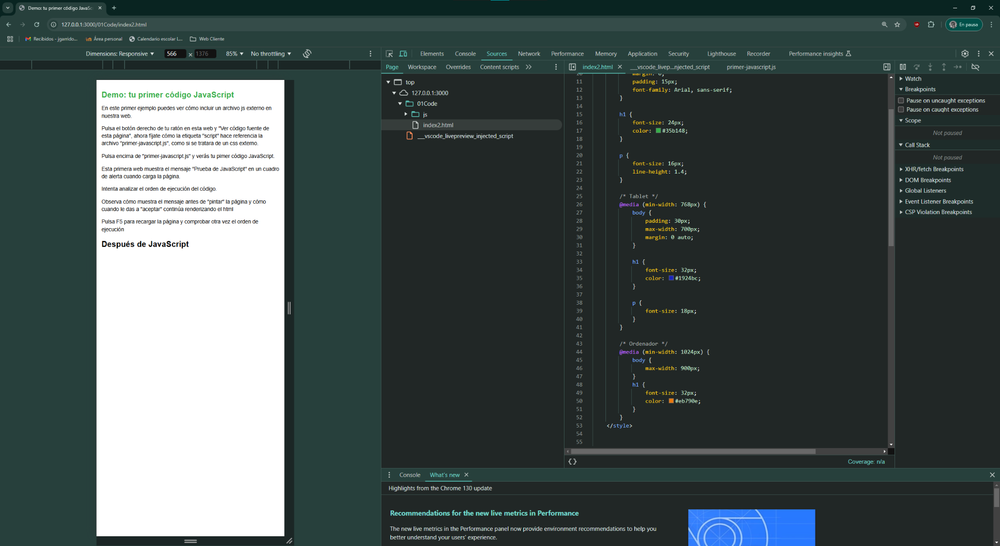 Demo: tu primer código JavaSc
127.0.0.1:3000/01Code/index2.html
En pausa
Recibidos - jgarrido...
Área personal
Calendario escolar L...
Web Cliente
Dimensions: Responsive
566
x
1376
85%
No throttling
Elements
Console
Sources
Network
Performance
Memory
Application
Security
Lighthouse
Recorder
Performance insights
Page
Workspace
Overrides
Content scripts
top
127.0.0.1:3000
01Code
js
index2.html
__vscode_livepreview_injected_script
Demo: tu primer código JavaScript
En este primer ejemplo puedes ver cómo incluir un archivo js externo en
nuestra web.
Pulsa el botón derecho de tu ratón en esta web y "Ver código fuente de
esta página", ahora fíjate cómo la etiqueta "script" hace referencia la
archivo "primer-javascript.js", como si se tratara de un css externo.
Pulsa encima de "primer-javascript.js" y verás tu pimer código JavaScript.
Esta primera web muestra el mensaje "Prueba de JavaScript" en un cuadro
de alerta cuando carga la página.
Intenta analizar el orden de ejecución del código.
Observa cómo muestra el mensaje antes de "pintar" la página y cómo
cuando le das a "aceptar" continúa renderizando el html
Pulsa F5 para recargar la página y comprobar otra vez el orden de
ejecución
Después de JavaScript
index2.html
__vscode_livep...njected_script
primer-javascript.js
10 margin: 0;
11 padding: 15px;
12 font-family: Arial, sans-serif;
13 }
14
15 h1 {
16 font-size: 24px;
17 color: #35b148;
18 }
19
20 p {
21 font-size: 16px;
22 line-height: 1.4;
23 }
24
25 /* Tablet */
26 @media (min-width: 768px) {
27 body {
28 padding: 30px;
29 max-width: 700px;
30 margin: 0 auto;
31 }
32
33 h1 {
34 font-size: 32px;
35 color: #1924bc;
36 }
37
38 p {
39 font-size: 18px;
40 }
41 }
42
43 /* Ordenador */
44 @media (min-width: 1024px) {
45 body {
46 max-width: 900px;
47 }
48 h1 {
49 font-size: 32px;
50 color: #eb790e;
51 }
52 }
53 </style>
54
55
{}
Coverage: n/a
Watch
Breakpoints
Pause on uncaught exceptions
Pause on caught exceptions
Scope
Not paused
Call Stack
Not paused
XHR/fetch Breakpoints
DOM Breakpoints
Global Listeners
Event Listener Breakpoints
CSP Violation Breakpoints
Console
What's new
Highlights from the Chrome 130 update
Recommendations for the new live metrics in Performance
The new live metrics in the Performance panel now provide environment recommendations to help you
better understand your users' experience.